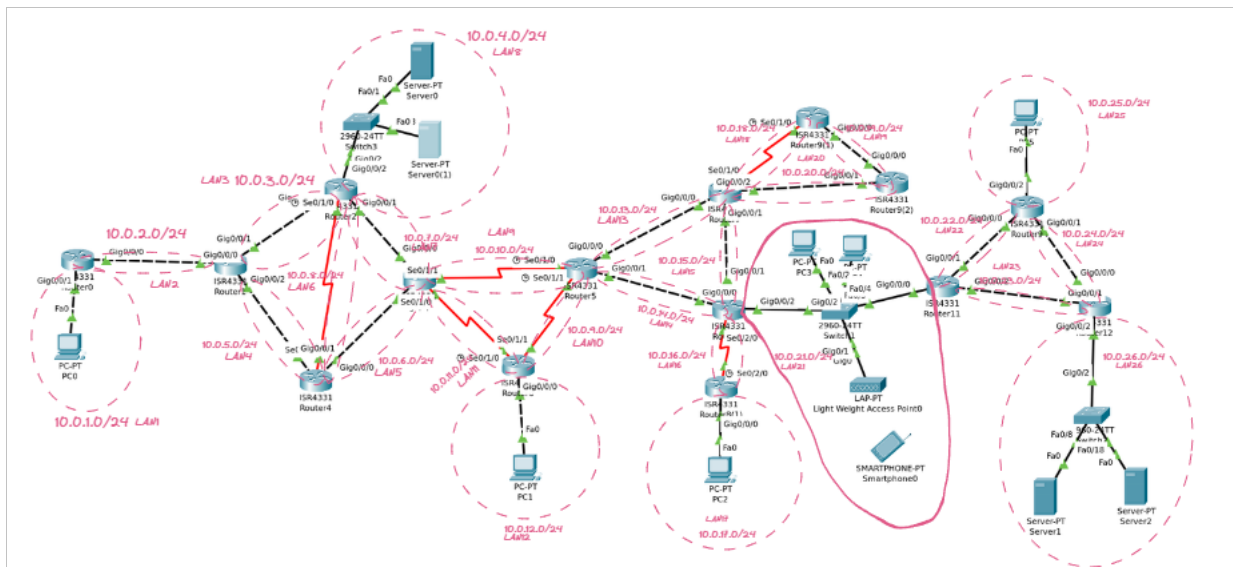 10.0.4.0/24
LAN8
Fa0
Server-PT
Server0
Fa0/1
2960-24TT
Switch3
Server-PT
Server0(1)
Gig0/0/2
LAN3 10.0.3.0/24
Se0/1/0
4331
Router2
Gig0/0/1
10.0.2.0/24
LAN2
Gig0/0/0
4331
Gig0/0/1
Gig0/0/0
Gig0/0/2
Fa0
PC-PT
PC0
10.0.1.0/24 LAN1
10.0.8.0/24
LAN6
10.0.5.0/24
LAN4
Gig0/0/1
Gig0/0/0
ISR4331
Router4
10.0.6.0/24
LAN5
10.0.7.0/24
Se0/1/1
Se0/1/0
LAN9
10.0.10.0/24
Se0/1/0
Se0/1/1
Router5
Gig0/0/0
Gig0/0/1
10.0.9.0/24
LAN10
10.0.11.0/24
LAN11
Se0/1/1
Se0/1/0
Gig0/0/0
Fa0
PC-PT
PC1
10.0.12.0/24
LAN12
10.0.13.0/24
LAN13
10.0.14.0/24
LAN14
10.0.15.0/24
LAN15
Gig0/0/0
Se0/1/0
Gig0/0/2
Gig0/0/1
10.0.18.0/24
LAN18
Se0/1/0
ISR4331
Router9(1)
Gig0/0/0
LAN19
LAN20
10.0.20.0/24
Gig0/0/1
Gig0/0/0
ISR4331
Router9(2)
Gig0/0/1
Gig0/0/0
Gig0/0/2
ISR4331
Se0/2/0
10.0.16.0/24
LAN16
Se0/2/0
ISR4331
Gig0/0/0
Fa0
PC-PT
PC2
LAN17
10.0.17.0/24
PC3
Fa0
Fa0/4
2960-24TT
Switch1
Gig0/1
10.0.21.0/24
LAN21
LAP-PT
Light Weight Access Point0
SMARTPHONE-PT
Smartphone0
Gig0/0/0
Gig0/0/1
ISR4331
Router11
10.0.22.0/24
LAN22
LAN23
10.0.25.0/24
LAN25
PC-PT
Fa0
Gig0/0/2
Gig0/0/0
Gig0/0/1
10.0.24.0/24
LAN24
Gig0/0/0
Gig0/0/1
Gig0/0/2
10.0.26.0/24
LAN26
Gig0/2
Fa0/8
Fa0/18
Fa0
Fa0
Server-PT
Server1
Server-PT
Server2